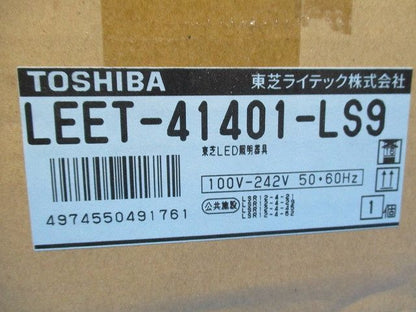 TOSHIBA 東芝ライテック株式会社
LEET-41401-LS9
東芝LED照明器具
100V-242V 50・60Hz
公共施設
4974550491761
1個